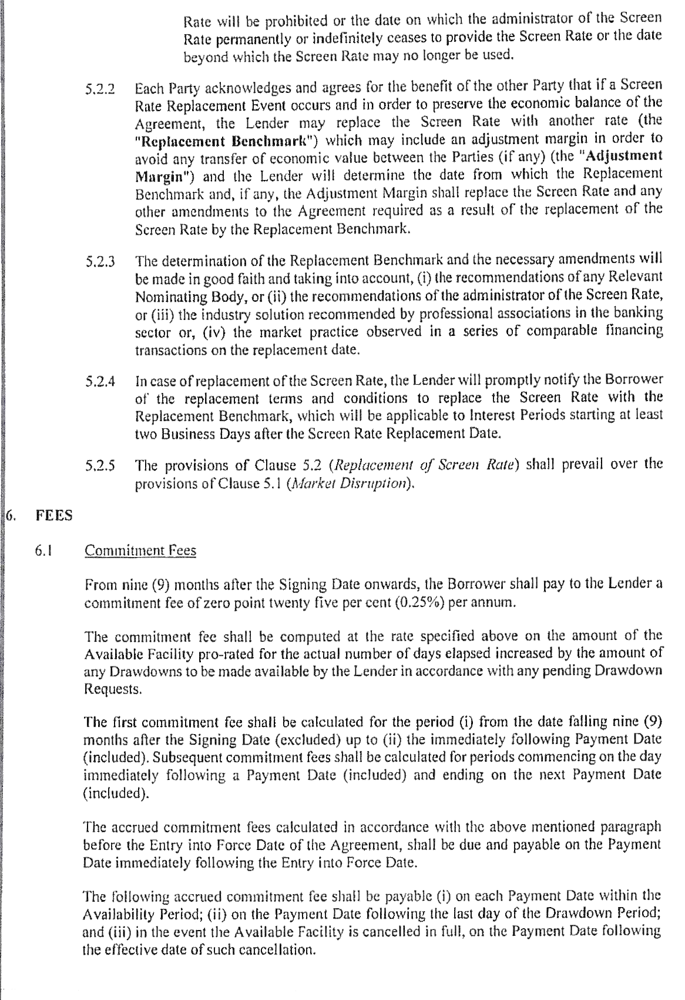 Rate will be prohibited or the date on which the administrator of the Screen
Rate permanently or indefinitely ceases to provide the Screen Rate or the date
beyond which the Screen Rate may no longer be used.
5.2.2 Each Party acknowledges and agrees for the benefit of the other Party that if a Screen
Rate Replacement Event occurs and in order to preserve the economic balance of the
Agreement, the Lender may replace the Screen Rate with another rate (the
"Replacement Benchmark") which may include an adjustment margin in order to
avoid any transfer of economic value between the Parties (if any) (the "Adjustment
Margin") and the Lender will determine the date from which the Replacement
Benchmark and, if any, the Adjustment Margin shall replace the Screen Rate and any
other amendments to the Agreement required as a result of the replacement of the
Screen Rate by the Replacement Benchmark.
5.2.3 The determination of the Replacement Benchmark and the necessary amendments will
be made in good faith and taking into account, (i) the recommendations of any Relevant
Nominating Body, or (ii) the recommendations of the administrator of the Screen Rate,
or (iii) the industry solution recommended by professional associations in the banking
sector or, (iv) the market practice observed in a series of comparable financing
transactions on the replacement date.
5.2.4 In case of replacement of the Screen Rate, the Lender will promptly notify the Borrower
of the replacement terms and conditions to replace the Screen Rate with the
Replacement Benchmark, which will be applicable to Interest Periods starting at least
two Business Days after the Screen Rate Replacement Date.
5.2.5 The provisions of Clause 5.2 (Replacement of Screen Rate) shall prevail over the
provisions of Clause 5.1 (Market Disruption).
6. FEES
6.1 Commitment Fees
From nine (9) months after the Signing Date onwards, the Borrower shall pay to the Lender a
commitment fee of zero point twenty five per cent (0.25%) per annum.
The commitment fee shall be computed at the rate specified above on the amount of the
Available Facility pro-rated for the actual number of days elapsed increased by the amount of
any Drawdowns to be made available by the Lender in accordance with any pending Drawdown
Requests.
The first commitment fee shall be calculated for the period (i) from the date falling nine (9)
months after the Signing Date (excluded) up to (ii) the immediately following Payment Date
(included). Subsequent commitment fees shall be calculated for periods commencing on the day
immediately following a Payment Date (included) and ending on the next Payment Date
(included).
The accrued commitment fees calculated in accordance with the above mentioned paragraph
before the Entry into Force Date of the Agreement, shall be due and payable on the Payment
Date immediately following the Entry into Force Date.
The following accrued commitment fee shall be payable (i) on each Payment Date within the
Availability Period; (ii) on the Payment Date following the last day of the Drawdown Period;
and (iii) in the event the Available Facility is cancelled in full, on the Payment Date following
the effective date of such cancellation.